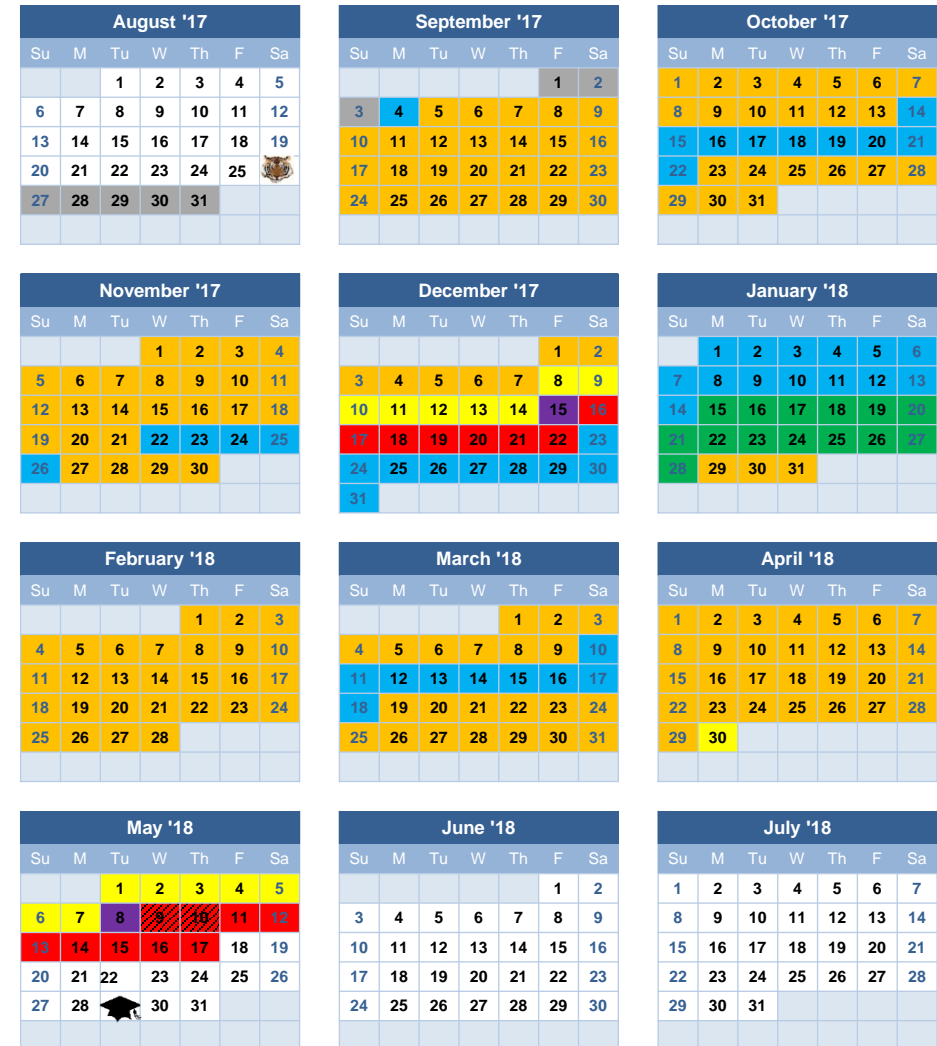 August '17
Su M Tu W Th F Sa
1 2 3 4 5
6 7 8 9 10 11 12
13 14 15 16 17 18 19
20 21 22 23 24 25
27 28 29 30 31
September '17
Su M Tu W Th F Sa
1 2
3 4 5 6 7 8 9
10 11 12 13 14 15 16
17 18 19 20 21 22 23
24 25 26 27 28 29 30
October '17
Su M Tu W Th F Sa
1 2 3 4 5 6 7
8 9 10 11 12 13 14
15 16 17 18 19 20 21
22 23 24 25 26 27 28
29 30 31
November '17
Su M Tu W Th F Sa
1 2 3 4
5 6 7 8 9 10 11
12 13 14 15 16 17 18
19 20 21 22 23 24 25
26 27 28 29 30
December '17
Su M Tu W Th F Sa
1 2
3 4 5 6 7 8 9
10 11 12 13 14 15 16
17 18 19 20 21 22 23
24 25 26 27 28 29 30
31
January '18
Su M Tu W Th F Sa
1 2 3 4 5 6
7 8 9 10 11 12 13
14 15 16 17 18 19 20
21 22 23 24 25 26 27
28 29 30 31
February '18
Su M Tu W Th F Sa
1 2 3
4 5 6 7 8 9 10
11 12 13 14 15 16 17
18 19 20 21 22 23 24
25 26 27 28
March '18
Su M Tu W Th F Sa
1 2 3
4 5 6 7 8 9 10
11 12 13 14 15 16 17
18 19 20 21 22 23 24
25 26 27 28 29 30 31
April '18
Su M Tu W Th F Sa
1 2 3 4 5 6 7
8 9 10 11 12 13 14
15 16 17 18 19 20 21
22 23 24 25 26 27 28
29 30
May '18
Su M Tu W Th F Sa
1 2 3 4 5
6 7 8 9 10 11 12
13 14 15 16 17 18 19
20 21 22 23 24 25 26
27 28 30 31
June '18
Su M Tu W Th F Sa
1 2
3 4 5 6 7 8 9
10 11 12 13 14 15 16
17 18 19 20 21 22 23
24 25 26 27 28 29 30
July '18
Su M Tu W Th F Sa
1 2 3 4 5 6 7
8 9 10 11 12 13 14
15 16 17 18 19 20 21
22 23 24 25 26 27 28
29 30 31